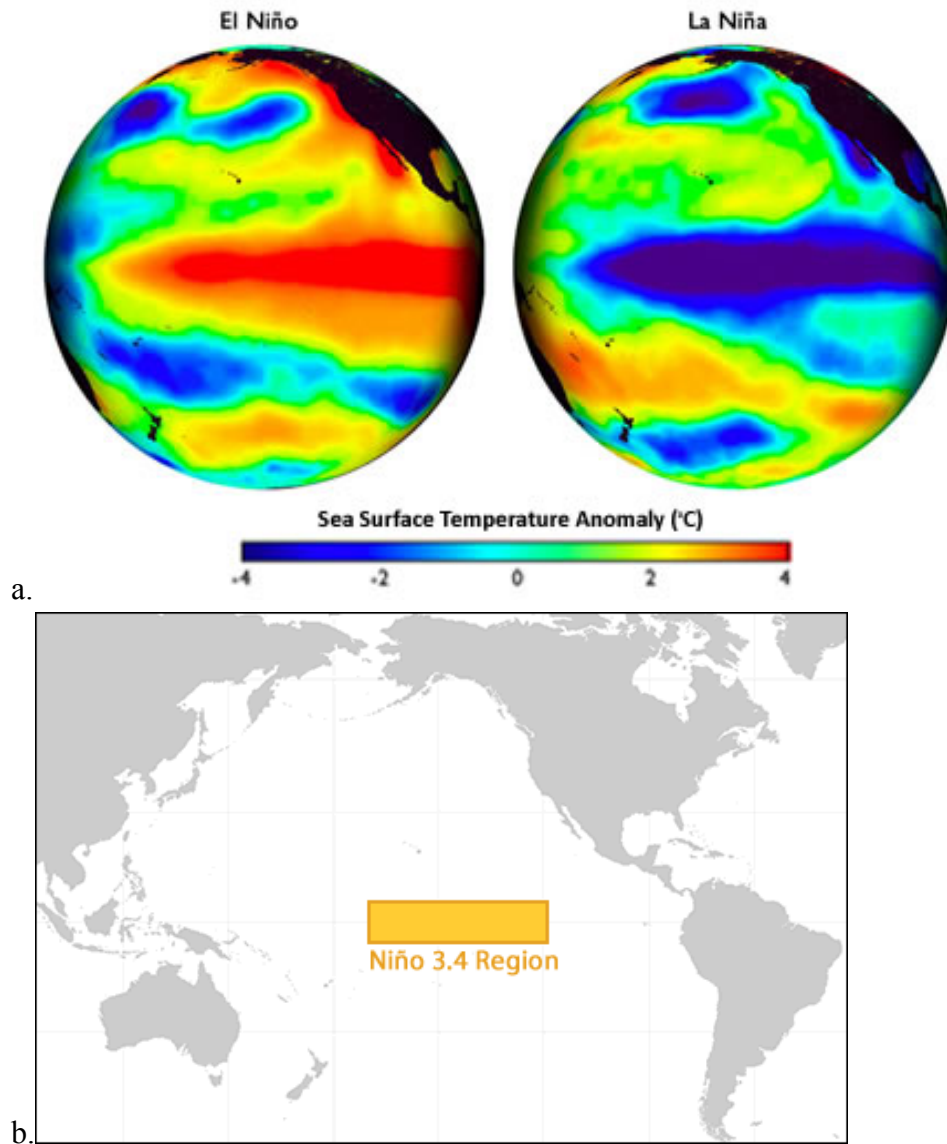 El Niño La Niña
Sea Surface Temperature Anomaly (°C)
-4 -2 0 2 4
a.
Niño 3.4 Region
b.